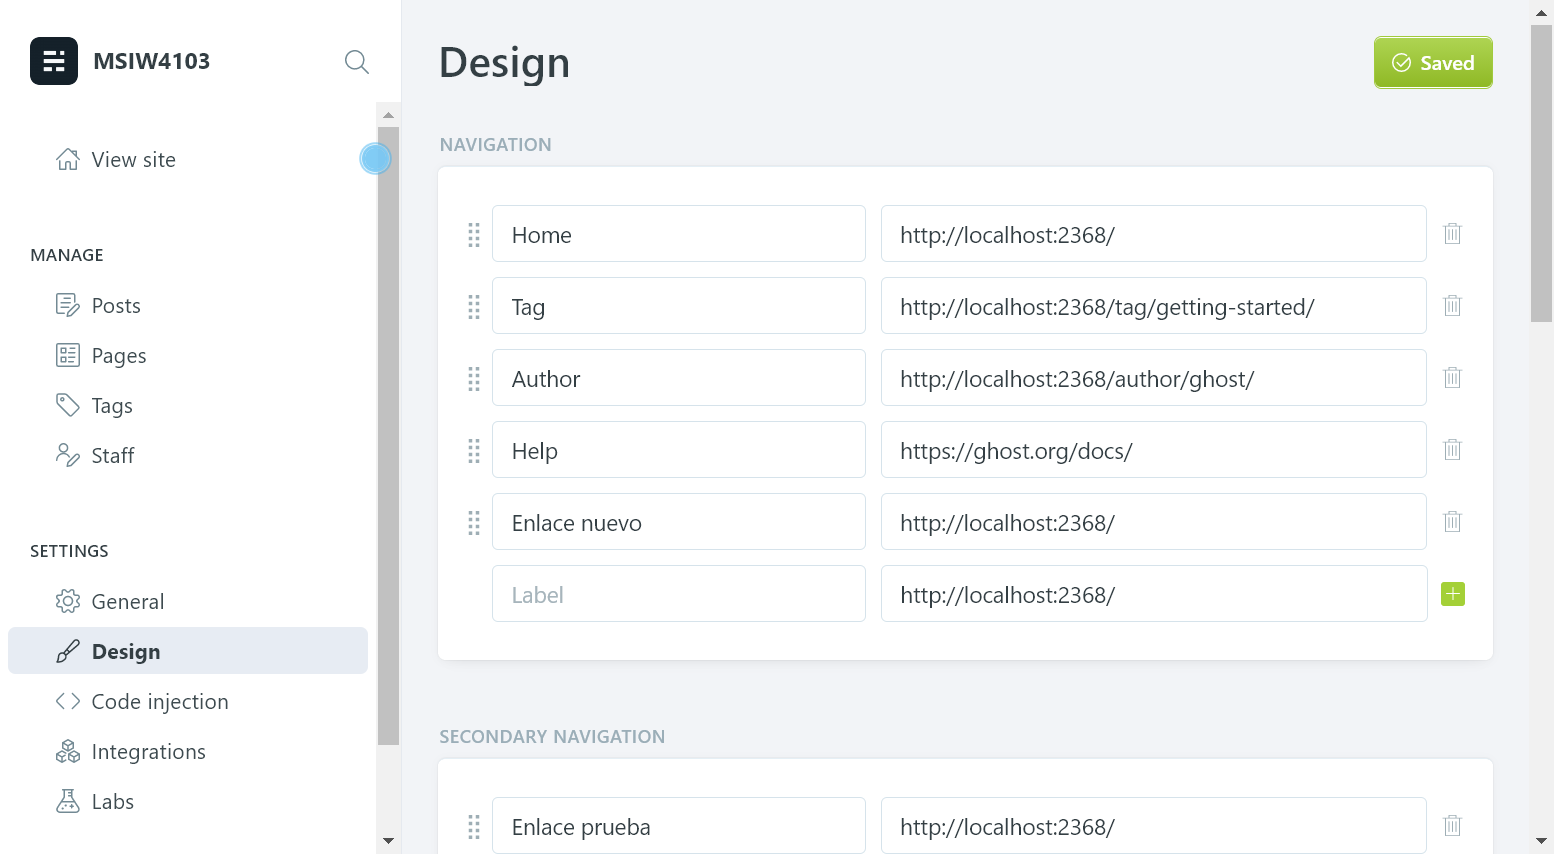 MSIW4103
View site
MANAGE
Posts
Pages
Tags
Staff
SETTINGS
General
Design
Code injection
Integrations
Labs
Design
Saved
NAVIGATION
Home http://localhost:2368/
Tag http://localhost:2368/tag/getting-started/
Author http://localhost:2368/author/ghost/
Help https://ghost.org/docs/
Enlace nuevo http://localhost:2368/
Label http://localhost:2368/
SECONDARY NAVIGATION
Enlace prueba http://localhost:2368/